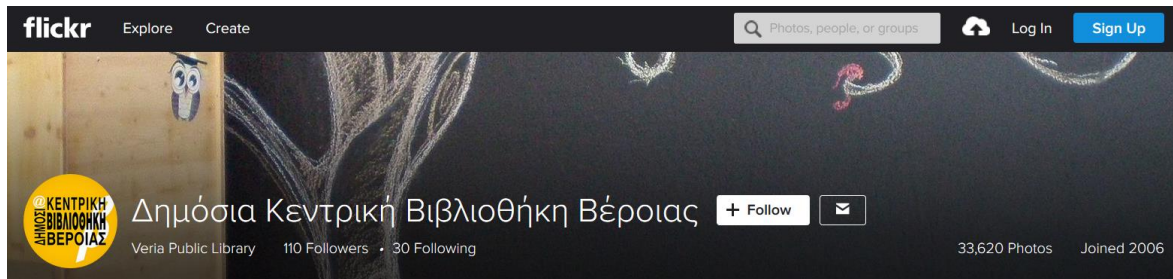 flickr Explore Create Photos, people, or groups Log In Sign Up
@ΚΕΝΤΡΙΚΗ
ΒΙΒΛΙΟΘΗΚΗ
ΒΕΡΟΙΑΣ
ΔΗΜΟΣΙΑ
Δημόσια Κεντρική Βιβλιοθήκη Βέροιας + Follow
Veria Public Library 110 Followers • 30 Following 33,620 Photos Joined 2006